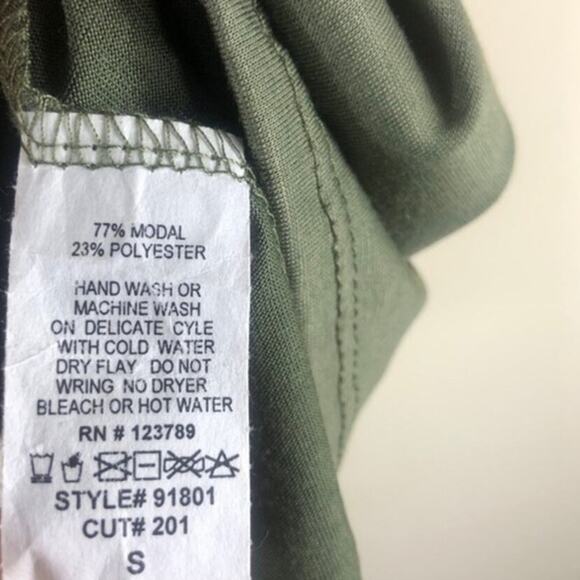 77% MODAL
23% POLYESTER
HAND WASH OR
MACHINE WASH
ON DELICATE CYLE
WITH COLD WATER
DRY FLAY DO NOT
WRING NO DRYER
BLEACH OR HOT WATER
RN # 123789
STYLE# 91801
CUT# 201
S